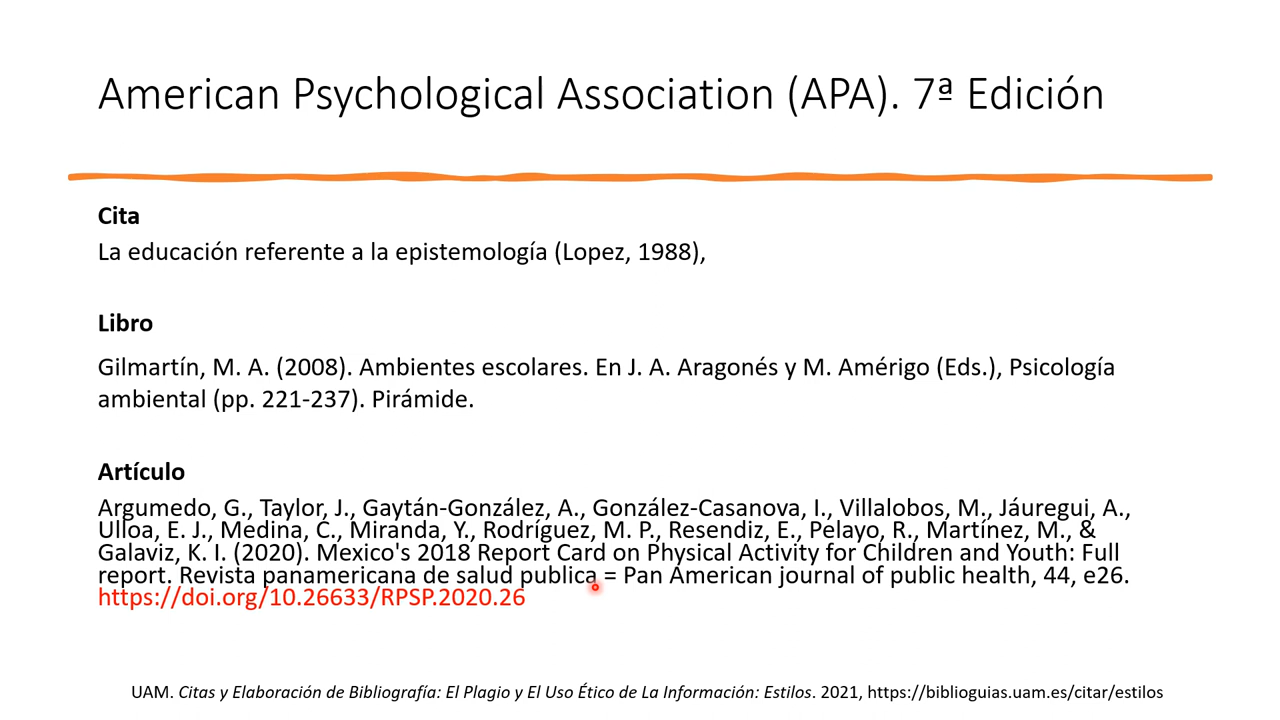 American Psychological Association (APA). 7ª Edición
Cita
La educación referente a la epistemología (Lopez, 1988),
Libro
Gilmartín, M. A. (2008). Ambientes escolares. En J. A. Aragonés y M. Amérigo (Eds.), Psicología
ambiental (pp. 221-237). Pirámide.
Artículo
Argumedo, G., Taylor, J., Gaytán-González, A., González-Casanova, I., Villalobos, M., Jáuregui, A.,
Ulloa, E. J., Medina, C., Miranda, Y., Rodríguez, M. P., Resendiz, E., Pelayo, R., Martínez, M., &
Galaviz, K. I. (2020). Mexico's 2018 Report Card on Physical Activity for Children and Youth: Full
report. Revista panamericana de salud publica = Pan American journal of public health, 44, e26.
https://doi.org/10.26633/RPSP.2020.26
UAM. Citas y Elaboración de Bibliografía: El Plagio y El Uso Ético de La Información: Estilos. 2021, https://biblioguias.uam.es/citar/estilos